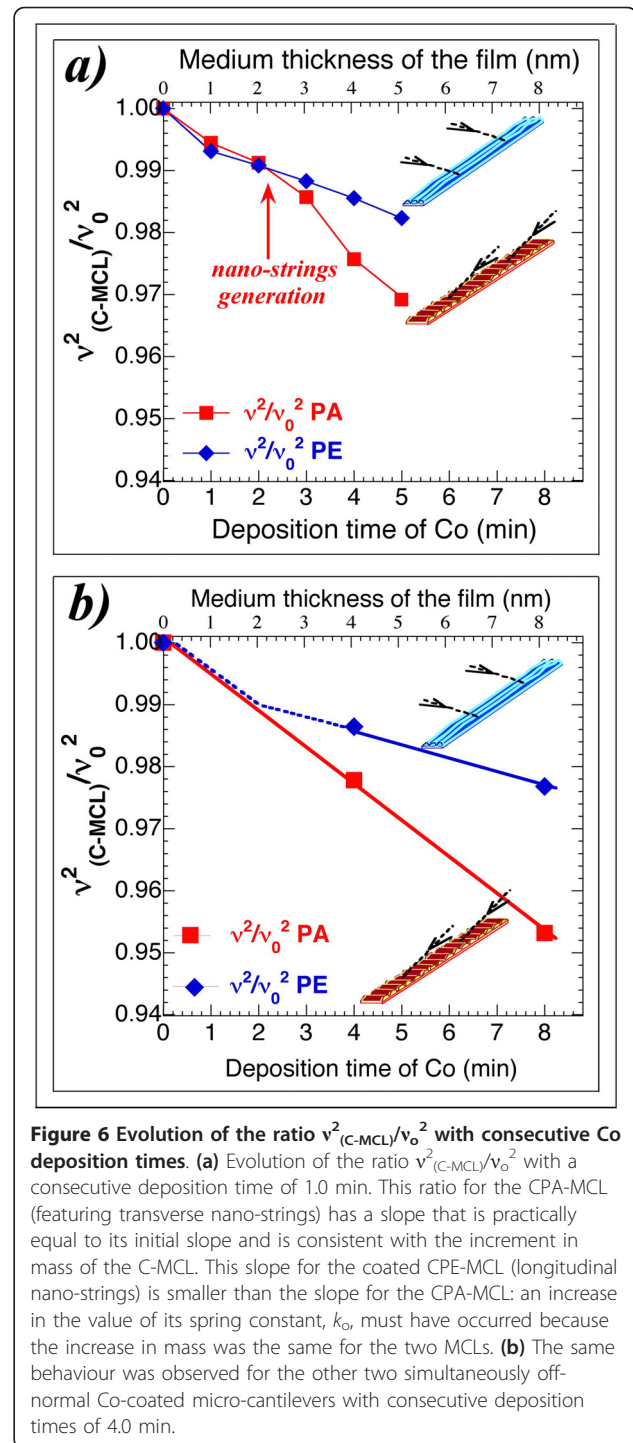 a)
Medium thickness of the film (nm)
0 1 2 3 4 5 6 7 8
1.00
0.99
0.98
0.97
0.96
0.95
0.94
ν²(C-MCL)/ν₀²
nano-strings
generation
ν²/ν₀² PA
ν²/ν₀² PE
0 1 2 3 4 5 6 7 8
Deposition time of Co (min)
b)
Medium thickness of the film (nm)
0 1 2 3 4 5 6 7 8
1.00
0.99
0.98
0.97
0.96
0.95
0.94
ν²(C-MCL)/ν₀²
ν²/ν₀² PA
ν²/ν₀² PE
0 1 2 3 4 5 6 7 8
Deposition time of Co (min)
Figure 6 Evolution of the ratio ν²(C-MCL)/νo² with consecutive Co
deposition times. (a) Evolution of the ratio ν²(C-MCL)/νo² with a
consecutive deposition time of 1.0 min. This ratio for the CPA-MCL
(featuring transverse nano-strings) has a slope that is practically
equal to its initial slope and is consistent with the increment in
mass of the C-MCL. This slope for the coated CPE-MCL (longitudinal
nano-strings) is smaller than the slope for the CPA-MCL: an increase
in the value of its spring constant, ko, must have occurred because
the increase in mass was the same for the two MCLs. (b) The same
behaviour was observed for the other two simultaneously off-
normal Co-coated micro-cantilevers with consecutive deposition
times of 4.0 min.